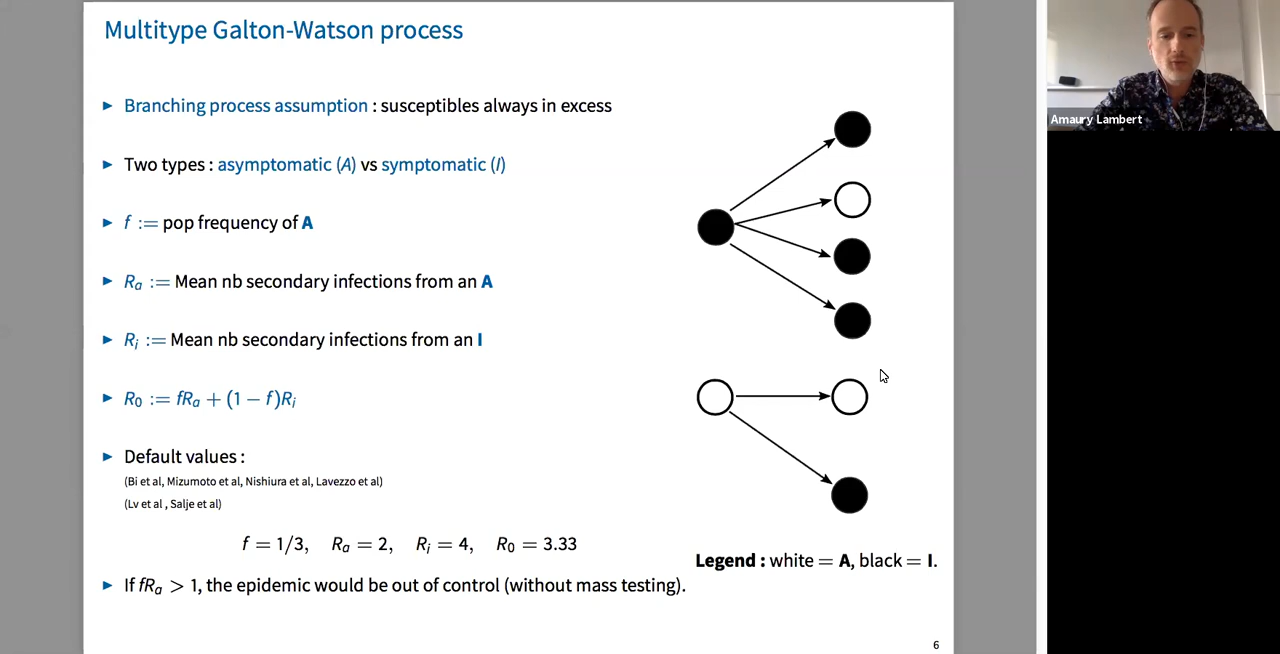 Multitype Galton-Watson process
► Branching process assumption : susceptibles always in excess
► Two types : asymptomatic (A) vs symptomatic (I)
► f := pop frequency of A
► Rₐ := Mean nb secondary infections from an A
► Rᵢ := Mean nb secondary infections from an I
► R₀ := fRₐ + (1 − f)Rᵢ
► Default values :
(Bi et al, Mizumoto et al, Nishiura et al, Lavezzo et al)
(Lv et al , Salje et al)
f = 1/3, Rₐ = 2, Rᵢ = 4, R₀ = 3.33
► If fRₐ > 1, the epidemic would be out of control (without mass testing).
Legend : white = A, black = I.
6
Amaury Lambert